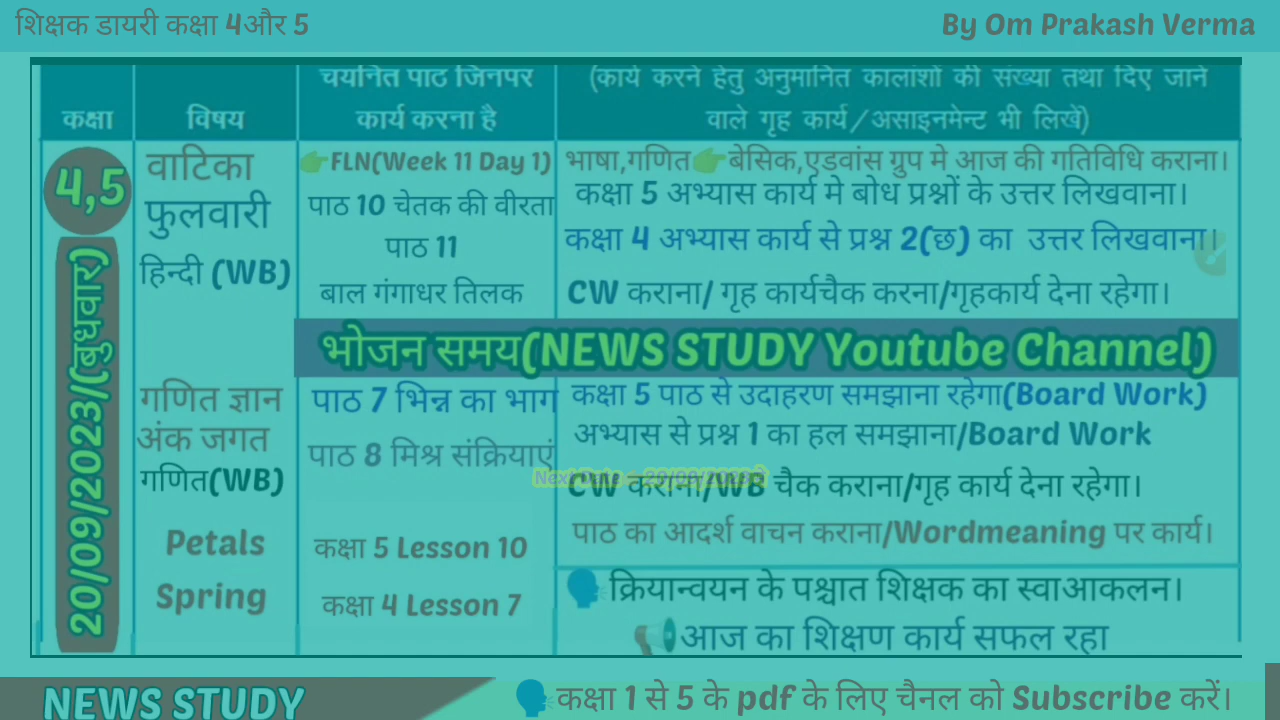 शिक्षक डायरी कक्षा 4और 5
By Om Prakash Verma
कक्षा
विषय
चयनित पाठ जिनपर
कार्य करना है
(कार्य करने हेतु अनुमानित कालांशों की संख्या तथा दिए जाने
वाले गृह कार्य/असाइनमेन्ट भी लिखें)
4,5
20/09/2023/(बुधवार)
वाटिका
फुलवारी
हिन्दी (WB)
👉FLN(Week 11 Day 1)
पाठ 10 चेतक की वीरता
पाठ 11
बाल गंगाधर तिलक
भाषा,गणित👉बेसिक,एडवांस ग्रुप मे आज की गतिविधि कराना।
कक्षा 5 अभ्यास कार्य मे बोध प्रश्नों के उत्तर लिखवाना।
कक्षा 4 अभ्यास कार्य से प्रश्न 2(छ) का उत्तर लिखवाना।
CW कराना/ गृह कार्यचैक करना/गृहकार्य देना रहेगा।
भोजन समय(NEWS STUDY Youtube Channel)
गणित ज्ञान
अंक जगत
गणित(WB)
पाठ 7 भिन्न का भाग
पाठ 8 मिश्र संक्रियाएं
कक्षा 5 पाठ से उदाहरण समझाना रहेगा(Board Work)
अभ्यास से प्रश्न 1 का हल समझाना/Board Work
Next Date
CW कराना/WB चैक कराना/गृह कार्य देना रहेगा।
Petals
Spring
कक्षा 5 Lesson 10
कक्षा 4 Lesson 7
पाठ का आदर्श वाचन कराना/Wordmeaning पर कार्य।
🗣क्रियान्वयन के पश्चात शिक्षक का स्वाआकलन।
📢आज का शिक्षण कार्य सफल रहा
NEWS STUDY
🗣कक्षा 1 से 5 के pdf के लिए चैनल को Subscribe करें।